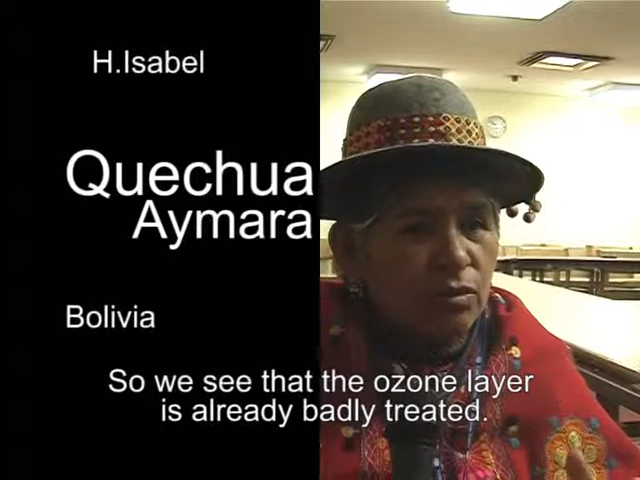 H.Isabel
Quechua
Aymara
Bolivia
So we see that the ozone layer
is already badly treated.